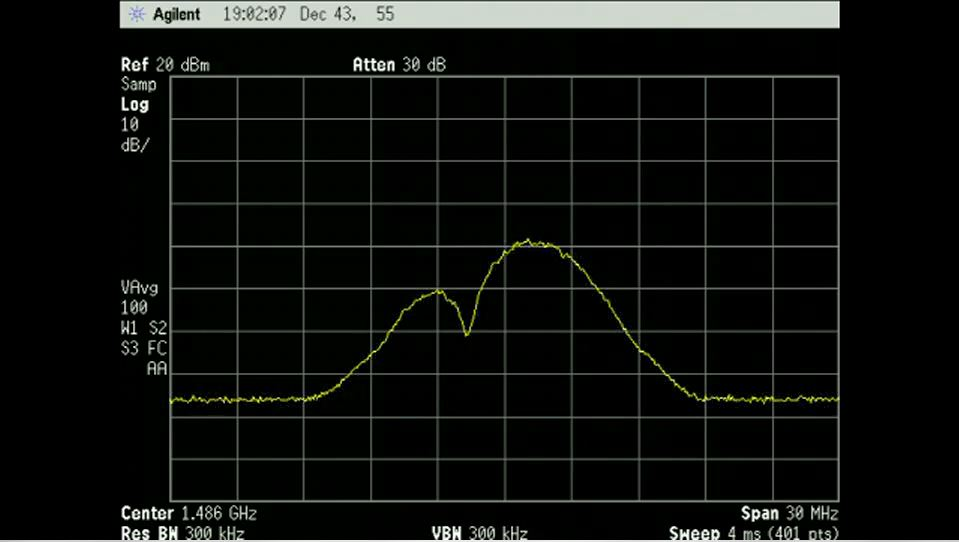 Agilent 19:02:07 Dec 43, 55
Ref 20 dBm Atten 30 dB
Samp
Log
10
dB/
VAvg
100
W1 S2
S3 FC
AA
Center 1.486 GHz Span 30 MHz
Res BW 300 kHz VBW 300 kHz Sweep 4 ms (401 pts)